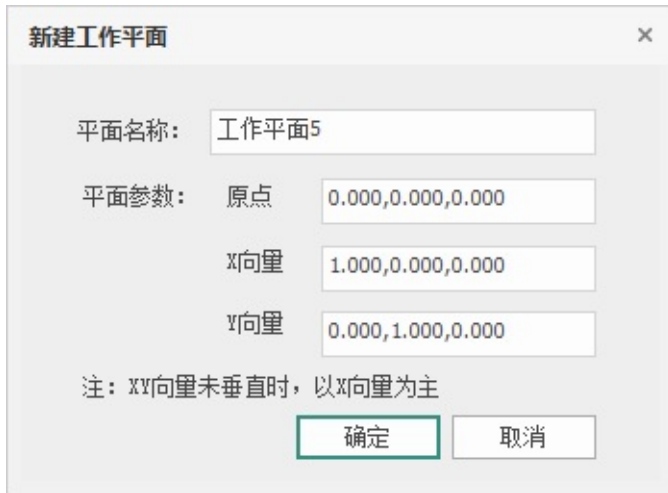 新建工作平面
平面名称: 工作平面5
平面参数: 原点 0.000,0.000,0.000
X向量 1.000,0.000,0.000
Y向量 0.000,1.000,0.000
注: XY向量未垂直时，以X向量为主
确定 取消